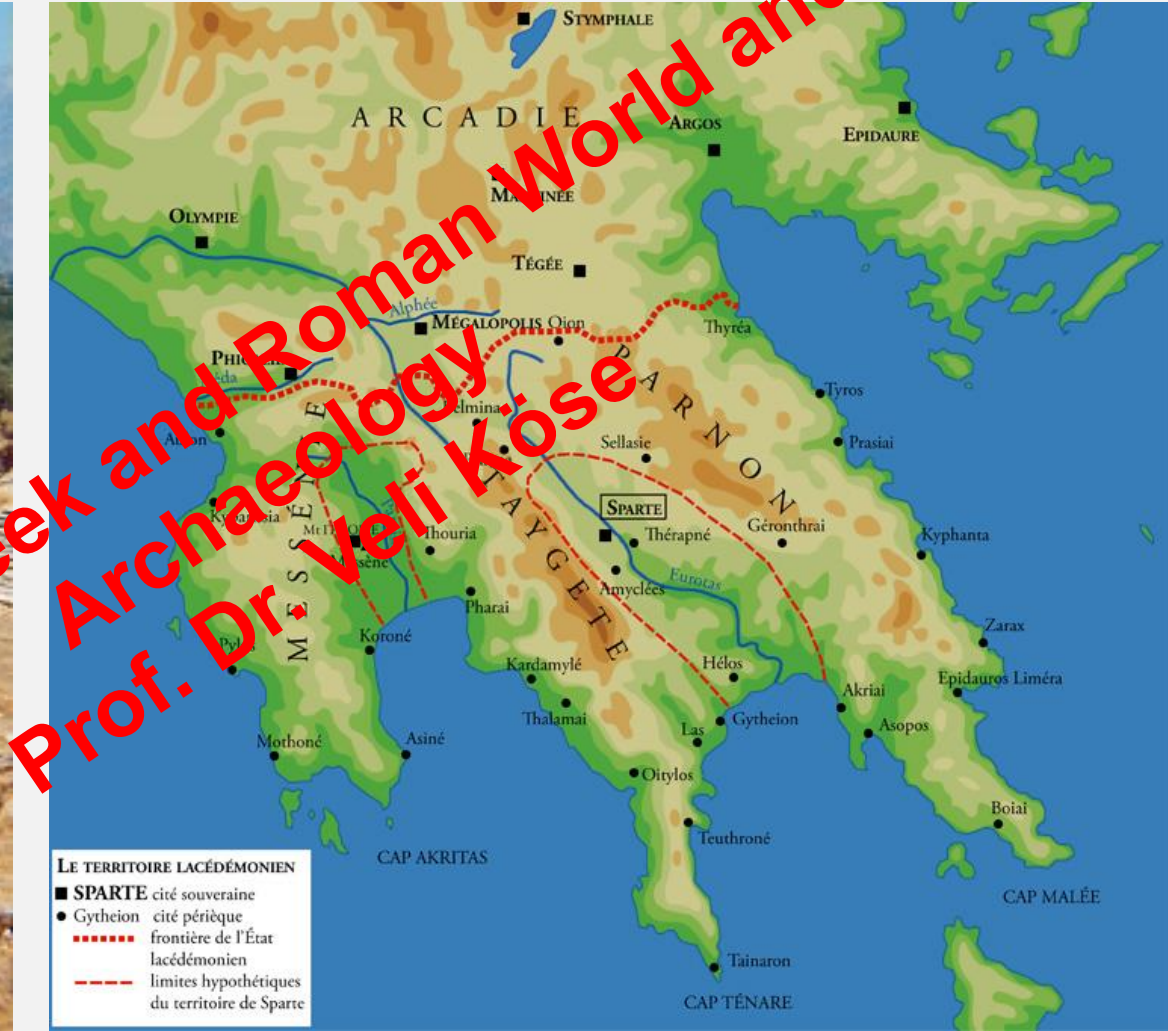 STYMPHALE
ARCADIE
ARGOS
EPIDAURE
OLYMPIE
TÉGÉE
Alphée
MÉGALOPOLIS
Oion
Thyréa
PARNON
Tyros
Prasiai
Sellasie
SPARTE
Thérapné
Géronthrai
Kyphanta
Thouria
TAYGETE
MESSENIE
Amyclées
Eurotas
Pharai
Koroné
Zarax
Kardamylé
Hélos
Epidauros Liméra
Akriai
Thalamai
Gytheion
Asopos
Las
Mothoné
Asiné
Oitylos
Boiai
Teuthroné
CAP AKRITAS
CAP MALÉE
Tainaron
CAP TÉNARE
LE TERRITOIRE LACÉDÉMONIEN
SPARTE cité souveraine
Gytheion cité périèque
frontière de l'État
lacédémonien
limites hypothétiques
du territoire de Sparte
and Roman World
Archaeology
Prof. Dr. Veli Köse